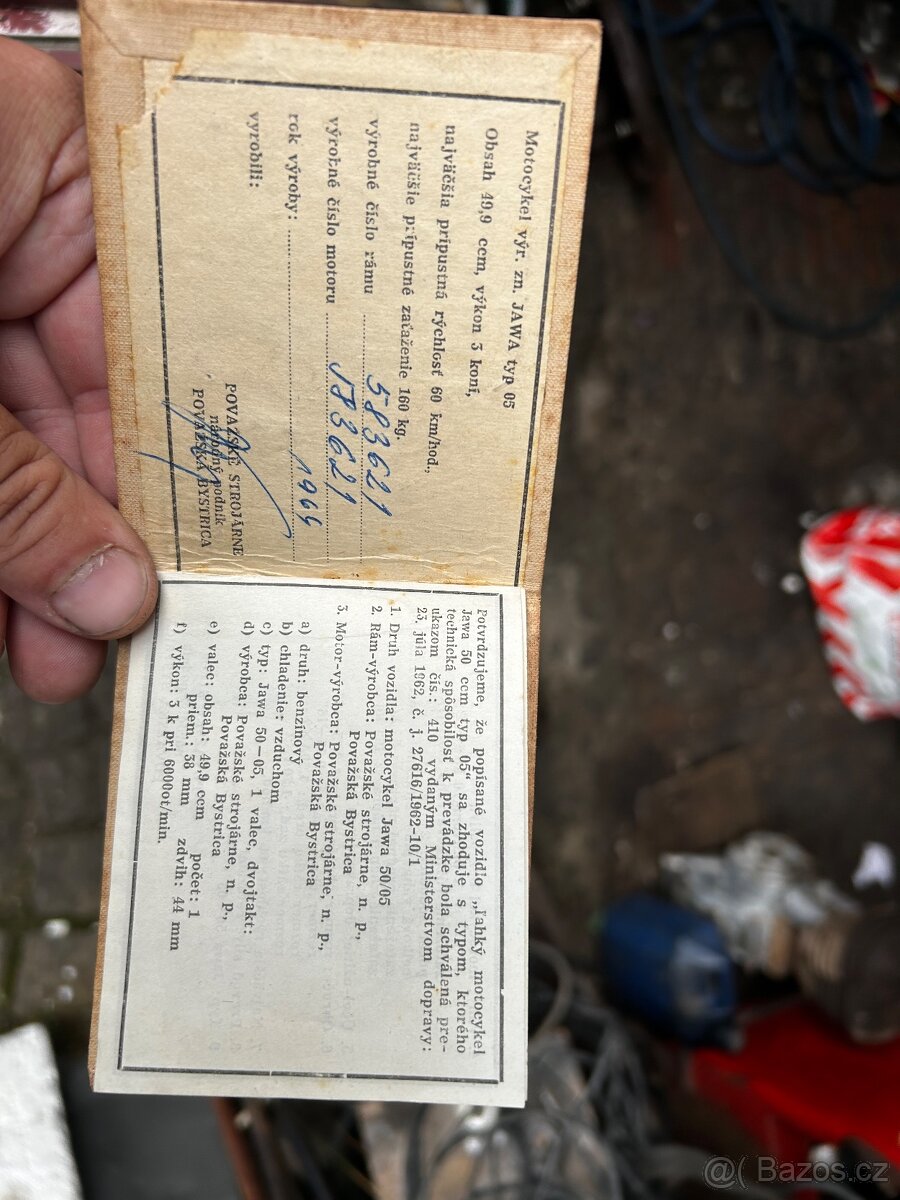 Motocykel výr. zn. JAWA typ 05
Obsah 49,9 ccm, výkon 3 koni,
najväčšia prípustná rýchlosť 60 km/hod.,
najväčšie prípustné zaťaženie 160 kg.
výrobné číslo rámu 583621
výrobné číslo motoru 583621
rok výroby:
vyrobili:
POVAŽSKÉ STROJÁRNE
národný podnik
POVAŽSKÁ BYSTRICA
Potvrdzujeme, že popísané vozidlo „ľahký motocykel
Jawa 50 ccm typ 05“ sa zhoduje s typom, ktorého
technická spôsobilosť k prevádzke bola schválená pre-
ukazom čís.: 410 vydaným Ministerstvom dopravy:
23. júla 1962, č. j. 27616/1962-10/1
1. Druh vozidla: motocykel Jawa 50/05
2. Rám-výrobca: Považské strojárne, n. p.,
Považská Bystrica
3. Motor-výrobca: Považské strojárne, n. p.,
Považská Bystrica
a) druh: benzínový
b) chladenie: vzduchom
c) typ: Jawa 50—05, 1 valec, dvojtakt:
d) výrobca: Považské strojárne, n. p.,
Považská Bystrica
e) valec: obsah: 49,9 ccm počet: 1
priem.: 38 mm zdvih: 44 mm
f) výkon: 3 k pri 6000ot/min.
@( Bazos.cz